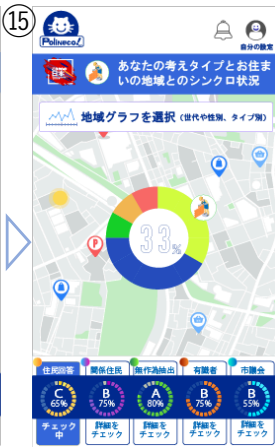 ⑮
Poliveco!
自分の設定
あなたの考えタイプとお住ま
いの地域とのシンクロ状況
地域グラフを選択（世代や性別、タイプ別）
33%
P
住民回答 関係住民 無作為抽出 有識者 市議会
C B A B B
65% 75% 80% 75% 55%
チェック 詳細を 詳細を 詳細を 詳細を
中 チェック チェック チェック チェック